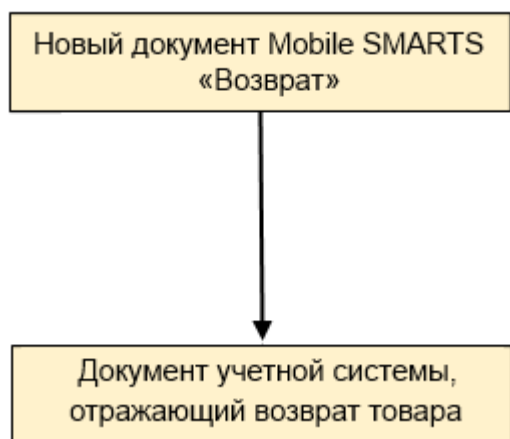 Новый документ Mobile SMARTS
«Возврат»
Документ учетной системы,
отражающий возврат товара